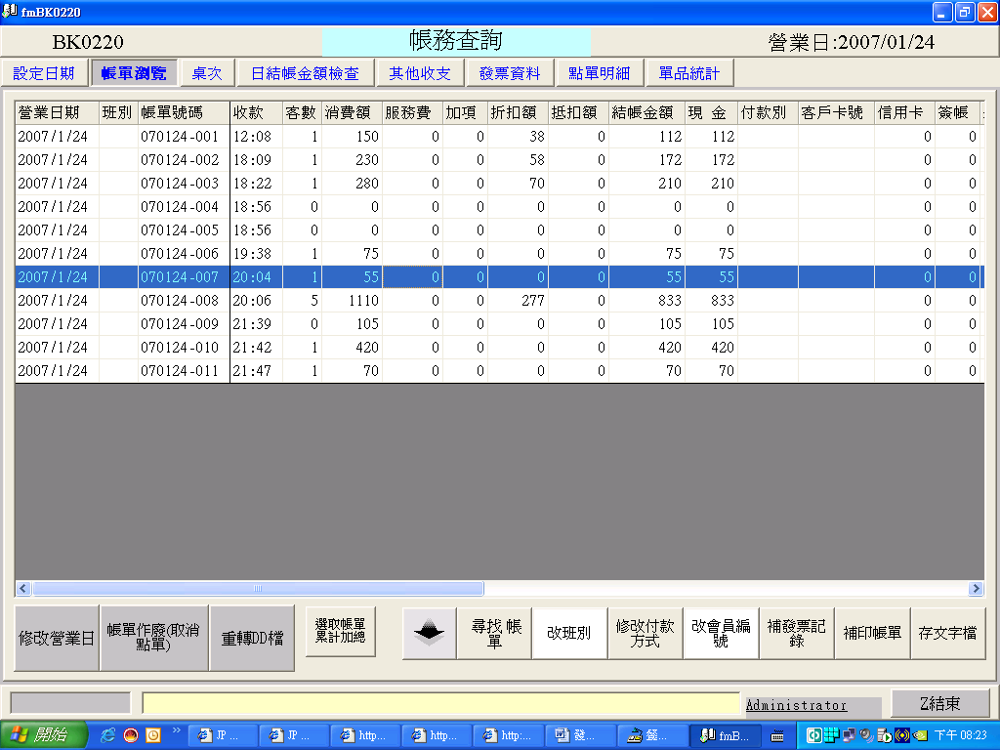 fmBK0220
BK0220 帳務查詢 營業日:2007/01/24
設定日期 帳單瀏覽 桌次 日結帳金額檢查 其他收支 發票資料 點單明細 單品統計
營業日期 班別 帳單號碼 收款 客數 消費額 服務費 加項 折扣額 抵扣額 結帳金額 現 金 付款別 客戶卡號 信用卡 簽帳
2007/1/24 070124-001 12:08 1 150 0 0 38 0 112 112 0 0
2007/1/24 070124-002 18:09 1 230 0 0 58 0 172 172 0 0
2007/1/24 070124-003 18:22 1 280 0 0 70 0 210 210 0 0
2007/1/24 070124-004 18:56 0 0 0 0 0 0 0 0 0 0
2007/1/24 070124-005 18:56 0 0 0 0 0 0 0 0 0 0
2007/1/24 070124-006 19:38 1 75 0 0 0 0 75 75 0 0
2007/1/24 070124-007 20:04 1 55 0 0 0 0 55 55 0 0
2007/1/24 070124-008 20:06 5 1110 0 0 277 0 833 833 0 0
2007/1/24 070124-009 21:39 0 105 0 0 0 0 105 105 0 0
2007/1/24 070124-010 21:42 1 420 0 0 0 0 420 420 0 0
2007/1/24 070124-011 21:47 1 70 0 0 0 0 70 70 0 0
修改營業日
帳單作廢(取消
點單)
重轉DD檔
選取帳單
累計加總
尋找 帳
單
改班別
修改付款
方式
改會員編
號
補發票記
錄
補印帳單
存文字檔
Administrator Z結束
開始 JP ... JP ... http... http... http:... 發... 餐... fmB... 下午 08:23